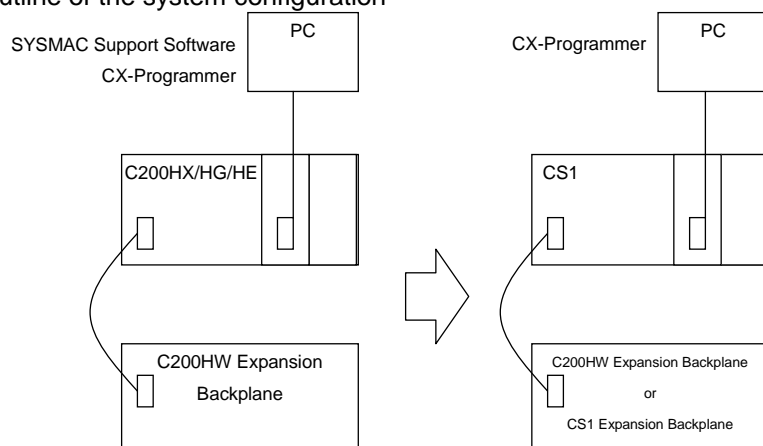 utline of the system configuration
SYSMAC Support Software
CX-Programmer
PC
C200HX/HG/HE
C200HW Expansion
Backplane
CX-Programmer
PC
CS1
C200HW Expansion Backplane
or
CS1 Expansion Backplane